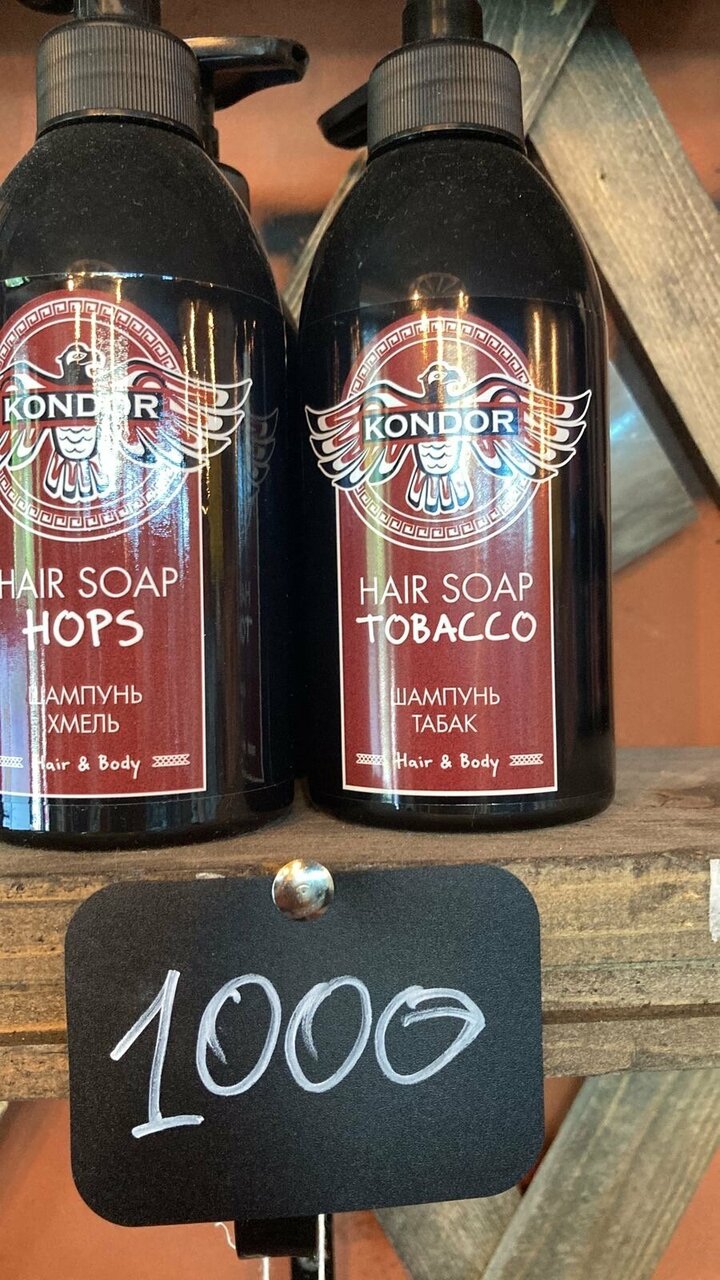 KONDOR
HAIR SOAP
HOPS
ШАМПУНЬ
ХМЕЛЬ
Hair & Body
KONDOR
HAIR SOAP
TOBACCO
ШАМПУНЬ
ТАБАК
Hair & Body
1000